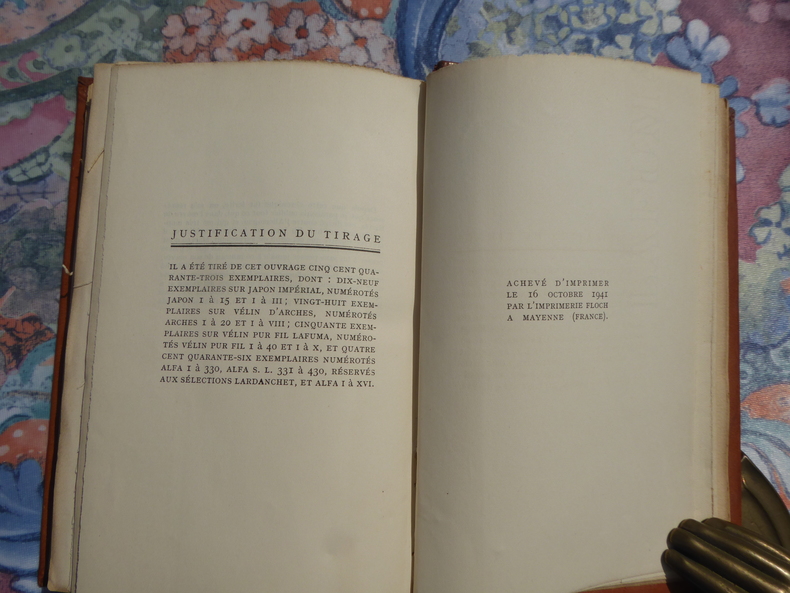 JUSTIFICATION DU TIRAGE
IL A ÉTÉ TIRÉ DE CET OUVRAGE CINQ CENT QUA-
RANTE-TROIS EXEMPLAIRES, DONT : DIX-NEUF
EXEMPLAIRES SUR JAPON IMPÉRIAL, NUMÉROTÉS
JAPON I à 15 ET I à III ; VINGT-HUIT EXEM-
PLAIRES SUR VÉLIN D'ARCHES, NUMÉROTÉS
ARCHES I à 20 ET I à VIII ; CINQUANTE EXEM-
PLAIRES SUR VÉLIN PUR FIL LAFUMA, NUMÉRO-
TÉS VÉLIN PUR FIL I à 40 ET I à X, ET QUATRE
CENT QUARANTE-SIX EXEMPLAIRES NUMÉROTÉS
ALFA I à 330, ALFA S. L. 331 à 430, RÉSERVÉS
AUX SÉLECTIONS LARDANCHET, ET ALFA I à XVI.
ACHEVÉ D'IMPRIMER
LE 16 OCTOBRE 1941
PAR L'IMPRIMERIE FLOCH
A MAYENNE (FRANCE).